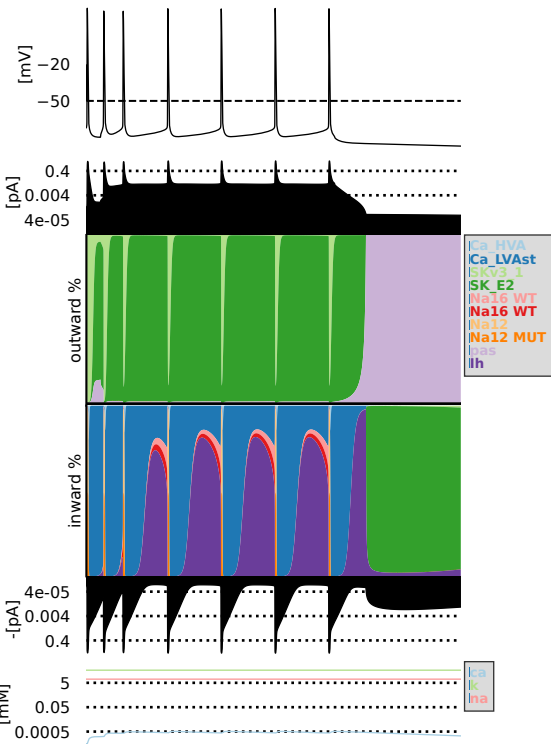 [mV]
−20
−50
[pA]
0.4
0.004
4e-05
outward %
Ca_HVA
Ca_LVAst
SKv3_1
SK_E2
Na16 WT
Na16 WT
Na12
Na12 MUT
pas
Ih
inward %
-[pA]
4e-05
0.004
0.4
[mM]
5
0.05
0.0005
ca
k
na